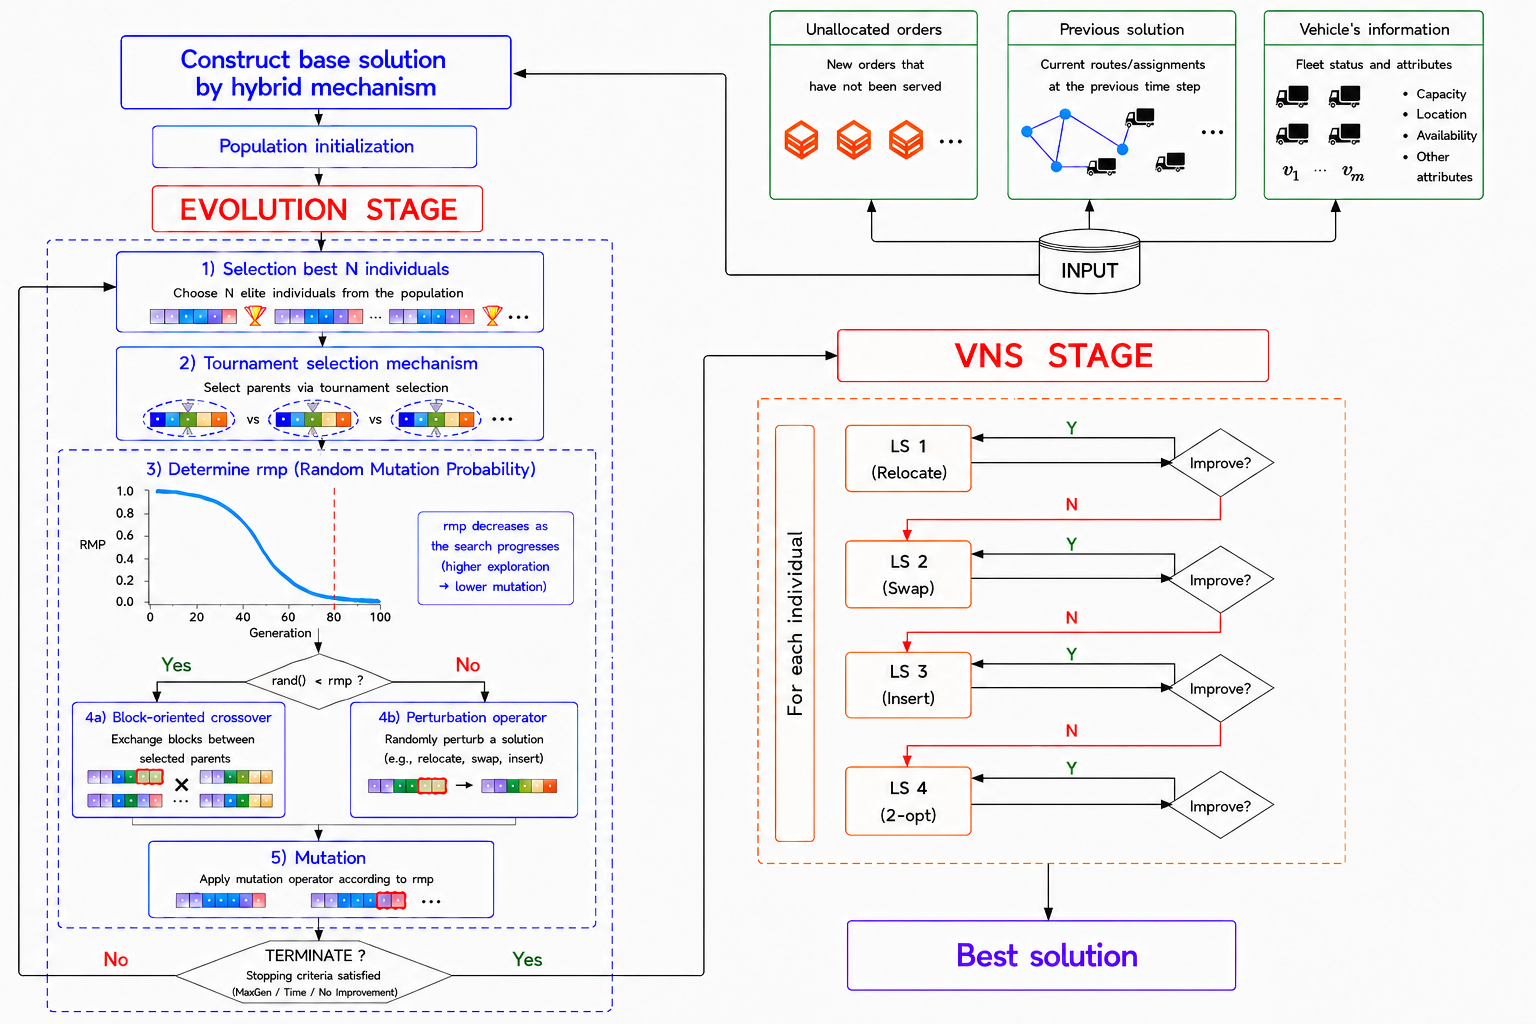 Construct base solution
by hybrid mechanism
Population initialization
EVOLUTION STAGE
1) Selection best N individuals
Choose N elite individuals from the population
...
...
2) Tournament selection mechanism
Select parents via tournament selection
vs
vs
...
3) Determine rmp (Random Mutation Probability)
1.0
0.8
RMP
0.6
0.4
0.2
0.0
0
20
40
60
80
100
Generation
rmp decreases as
the search progresses
(higher exploration
→ lower mutation)
Yes
rand() < rmp ?
No
4a) Block-oriented crossover
Exchange blocks between
selected parents
×
...
4b) Perturbation operator
Randomly perturb a solution
(e.g., relocate, swap, insert)
5) Mutation
Apply mutation operator according to rmp
...
No
TERMINATE ?
Stopping criteria satisfied
(MaxGen / Time / No Improvement)
Yes
Unallocated orders
New orders that
have not been served
...
Previous solution
Current routes/assignments
at the previous time step
...
Vehicle's information
Fleet status and attributes
• Capacity
• Location
• Availability
• Other
attributes
v1 ... vm
INPUT
VNS STAGE
For each individual
LS 1
(Relocate)
Y
Improve?
N
LS 2
(Swap)
Y
Improve?
N
LS 3
(Insert)
Y
Improve?
N
LS 4
(2-opt)
Y
Improve?
Best solution